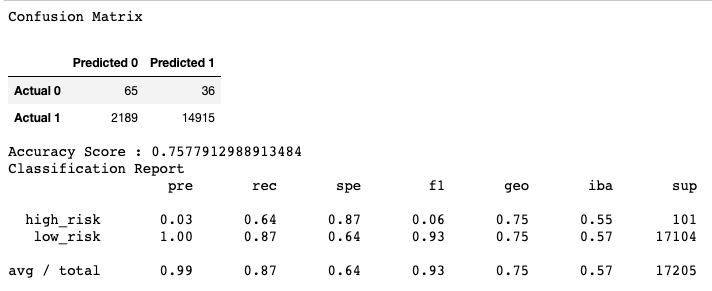 Confusion Matrix
Predicted 0 Predicted 1
Actual 0 65 36
Actual 1 2189 14915
Accuracy Score : 0.7577912988913484
Classification Report
pre rec spe f1 geo iba sup
high_risk 0.03 0.64 0.87 0.06 0.75 0.55 101
low_risk 1.00 0.87 0.64 0.93 0.75 0.57 17104
avg / total 0.99 0.87 0.64 0.93 0.75 0.57 17205